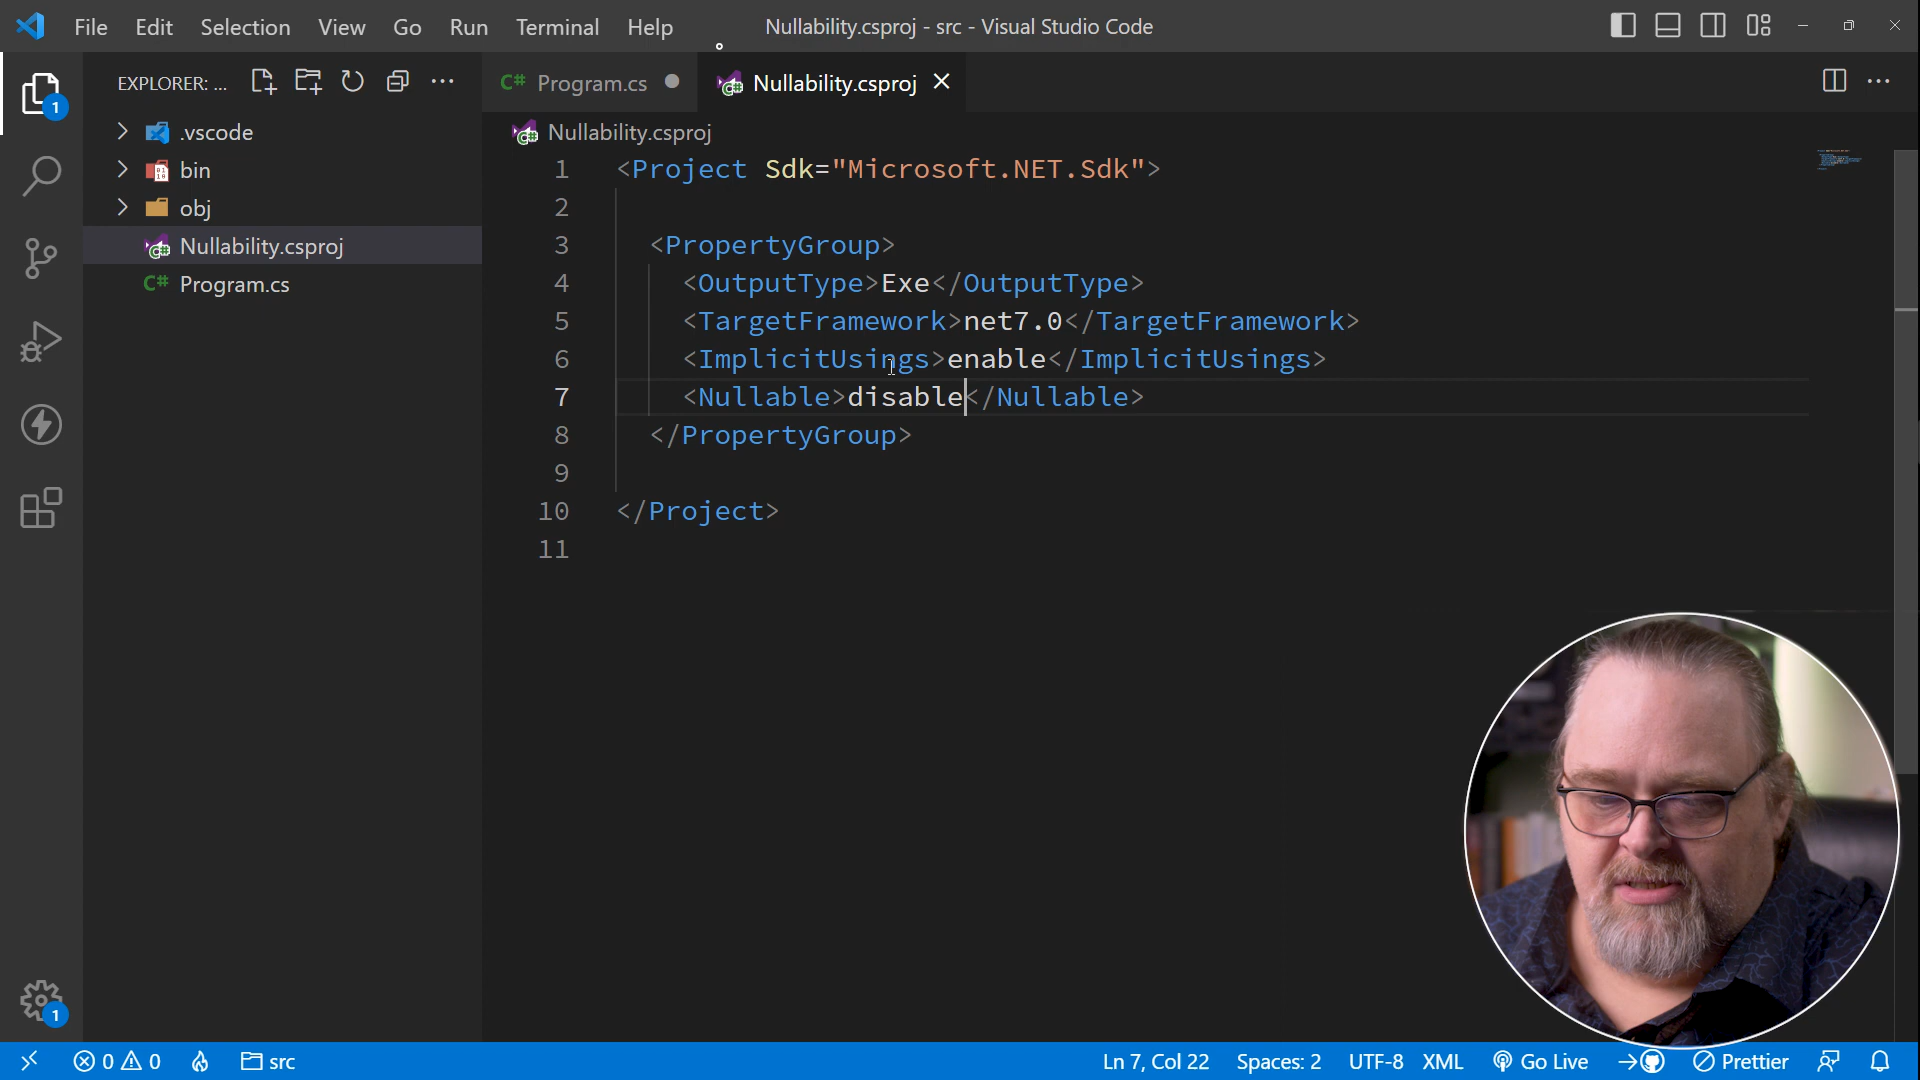 File Edit Selection View Go Run Terminal Help Nullability.csproj - src - Visual Studio Code
EXPLORER: ...
1
.vscode
bin
obj
Nullability.csproj
C# Program.cs
C# Program.cs Nullability.csproj
Nullability.csproj
1 <Project Sdk="Microsoft.NET.Sdk">
2
3 <PropertyGroup>
4 <OutputType>Exe</OutputType>
5 <TargetFramework>net7.0</TargetFramework>
6 <ImplicitUsings>enable</ImplicitUsings>
7 <Nullable>disable</Nullable>
8 </PropertyGroup>
9
10 </Project>
11
1
0 0 src Ln 7, Col 22 Spaces: 2 UTF-8 XML Go Live Prettier